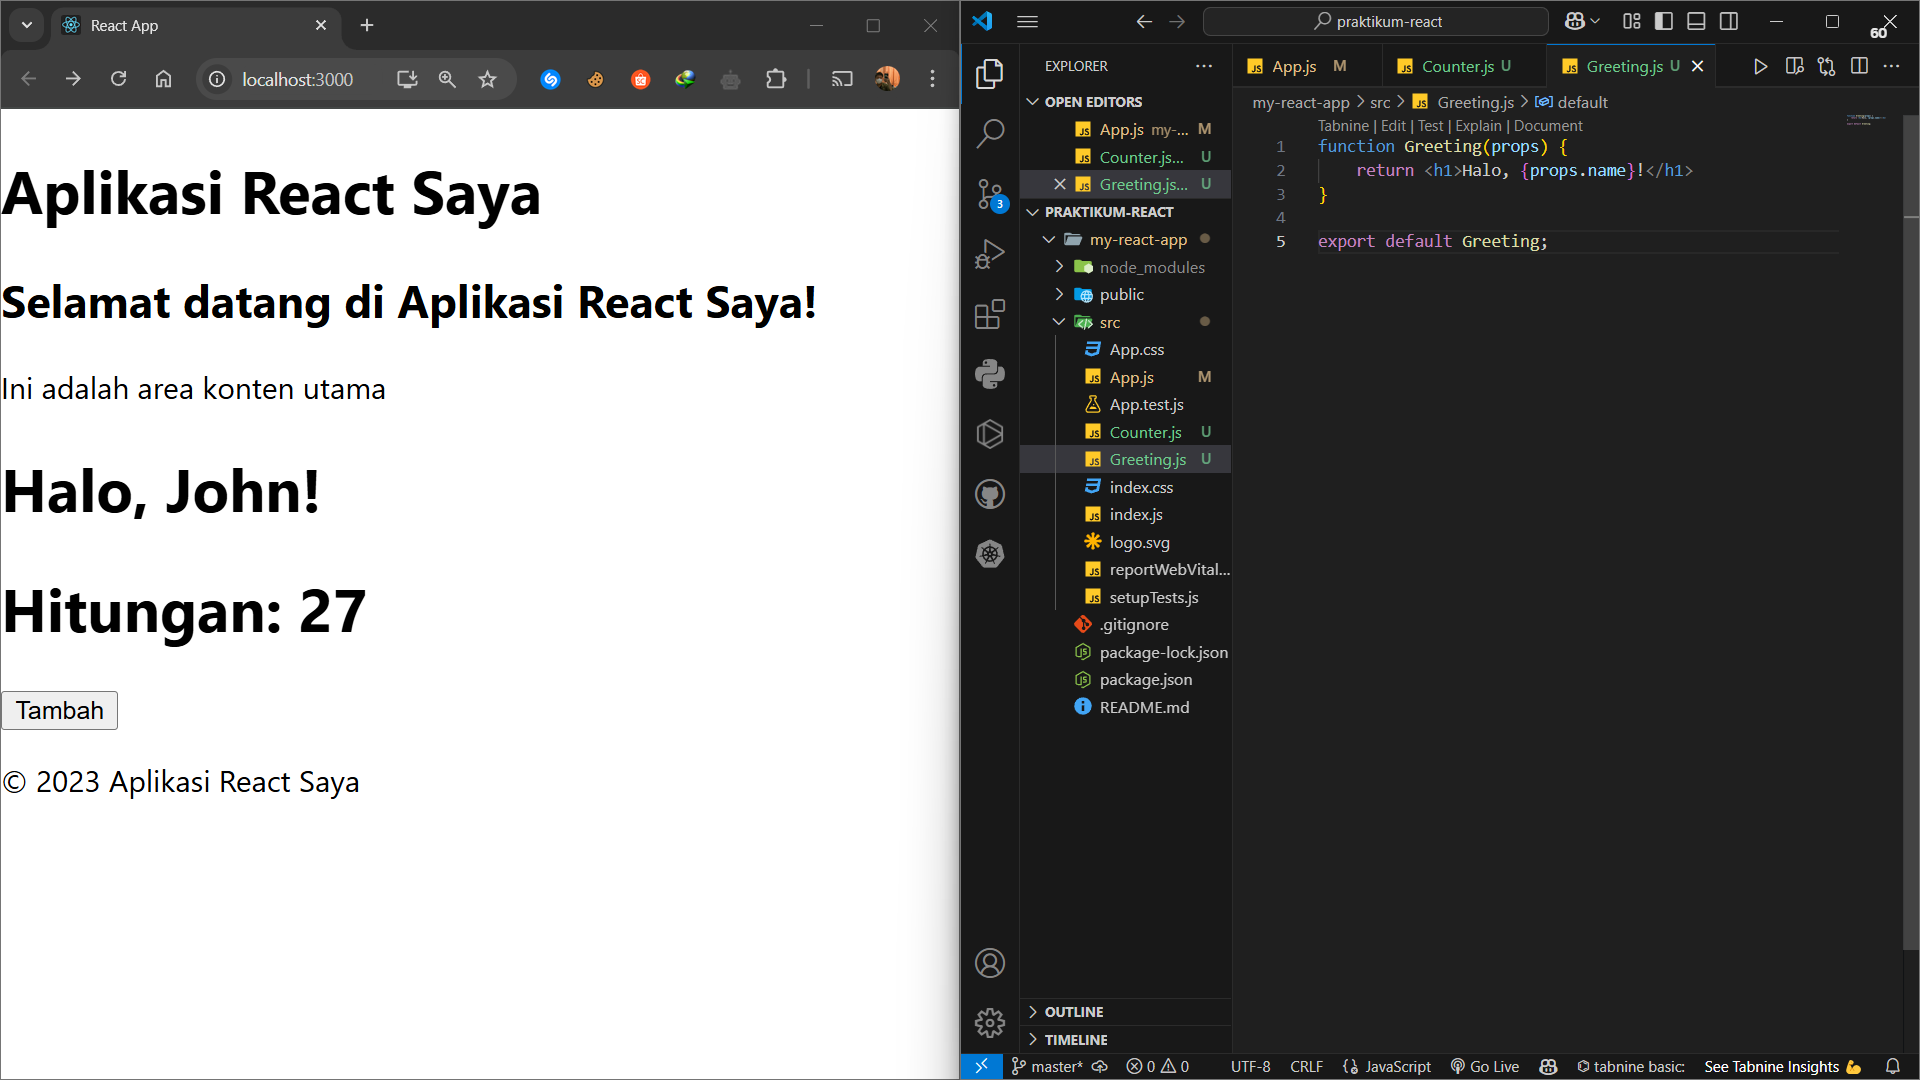 React App
localhost:3000
Aplikasi React Saya
Selamat datang di Aplikasi React Saya!
Ini adalah area konten utama
Halo, John!
Hitungan: 27
Tambah
© 2023 Aplikasi React Saya
praktikum-react
60
EXPLORER
OPEN EDITORS
App.js my-... M
Counter.js... U
Greeting.js... U
PRAKTIKUM-REACT
my-react-app
node_modules
public
src
App.css
App.js M
App.test.js
Counter.js U
Greeting.js U
index.css
index.js
logo.svg
reportWebVital...
setupTests.js
.gitignore
package-lock.json
package.json
README.md
OUTLINE
TIMELINE
App.js M
Counter.js U
Greeting.js U
my-react-app > src > JS Greeting.js > default
Tabnine | Edit | Test | Explain | Document
1 function Greeting(props) {
2 return <h1>Halo, {props.name}!</h1>
3 }
4
5 export default Greeting;
3
master* 0 0 UTF-8 CRLF JavaScript Go Live tabnine basic: See Tabnine Insights 💪